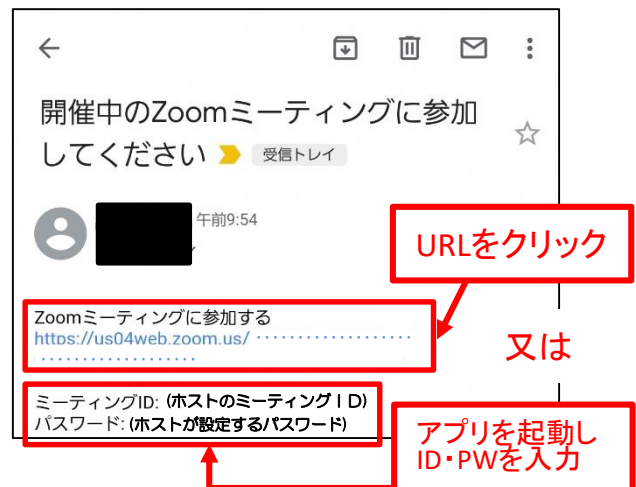 開催中のZoomミーティングに参加
してください 受信トレイ
午前9:54
URLをクリック
Zoomミーティングに参加する
https://us04web.zoom.us/ ··················
··················
又は
ミーティングID: (ホストのミーティングＩＤ)
パスワード: (ホストが設定するパスワード)
アプリを起動し
ID・PWを入力